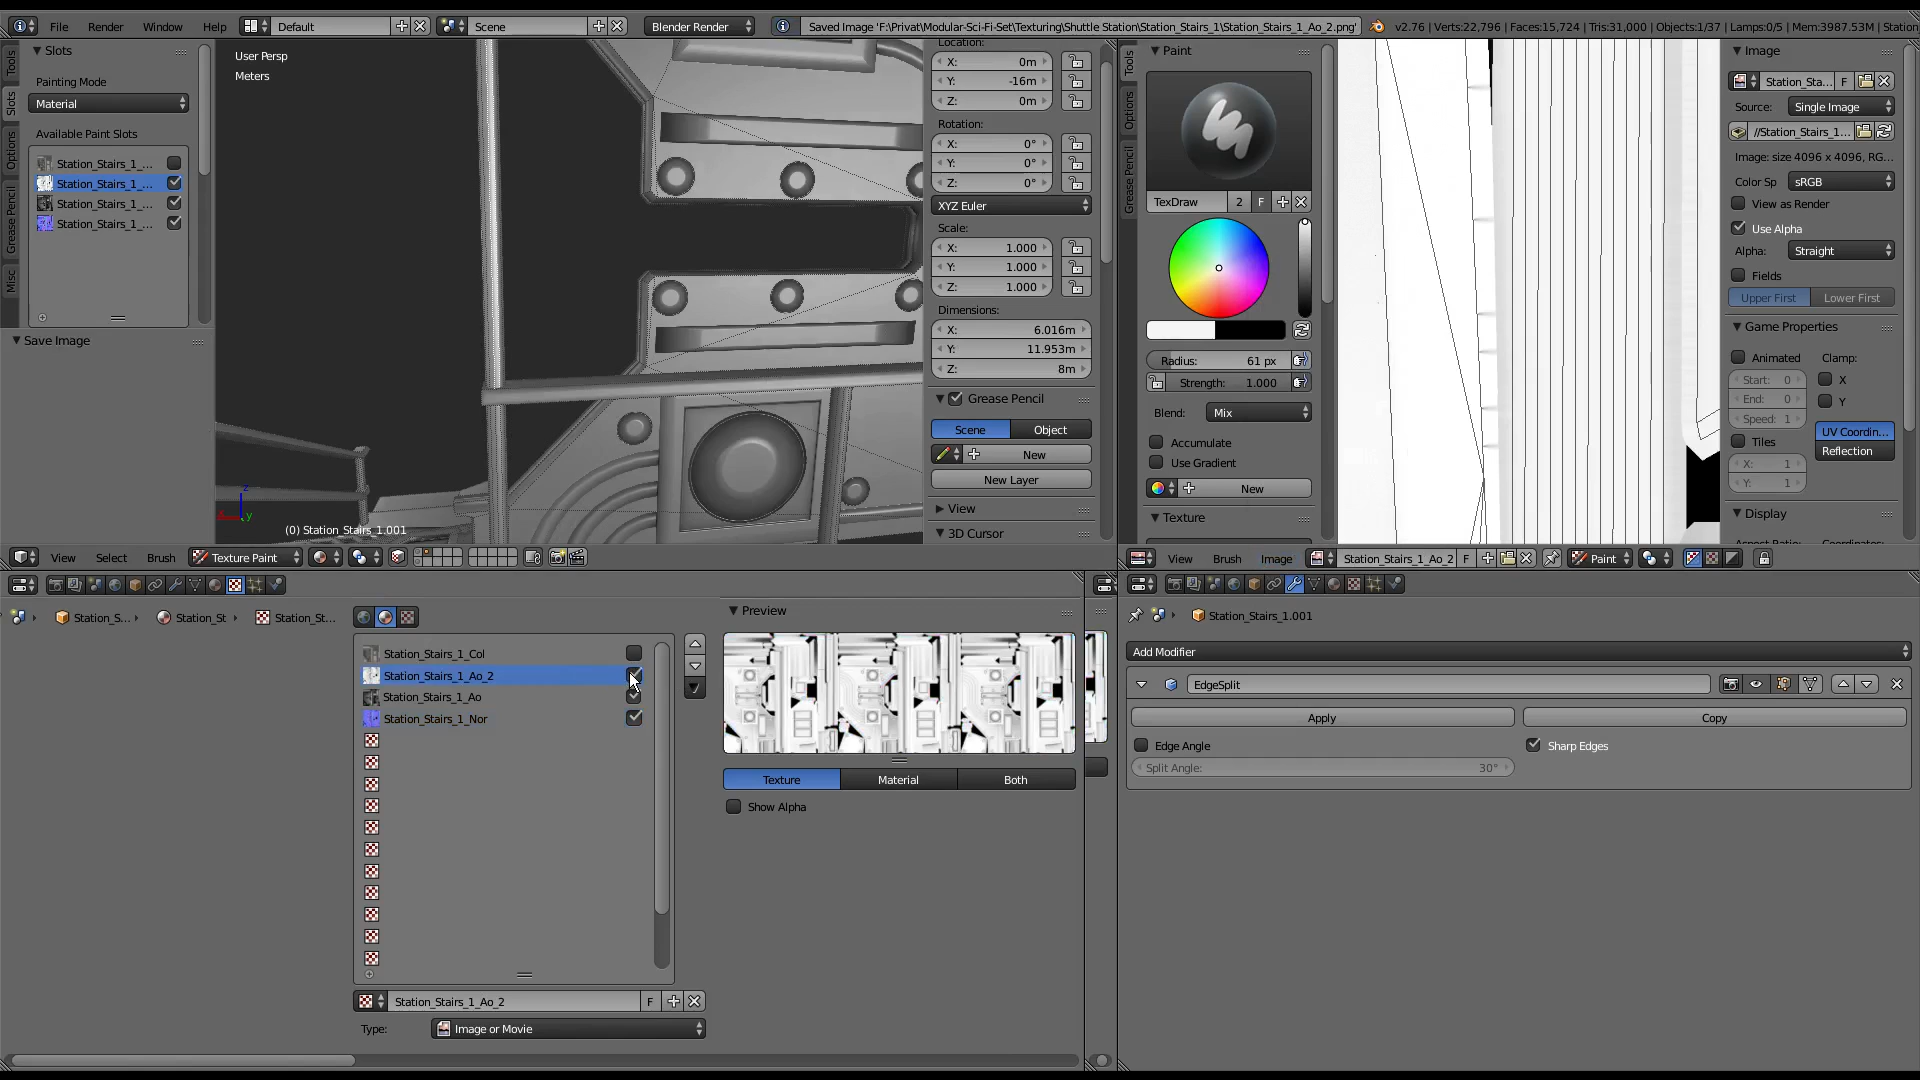 File Render Window Help Default Scene Blender Render Saved Image 'F:\Privat\Modular-Sci-Fi-Set\Texturing\Shuttle Station\Station_Stairs_1\Station_Stairs_1_Ao_2.png' v2.76 | Verts:22,796 | Faces:15,724 | Tris:31,000 | Objects:1/37 | Lamps:0/5 | Mem:3987.53M | Station
Tools
Slots
Options
Grease Pencil
Misc
Slots
Painting Mode
Material
Available Paint Slots
Station_Stairs_1_...
Station_Stairs_1_...
Station_Stairs_1_...
Station_Stairs_1_...
Save Image
User Persp
Meters
(0) Station_Stairs_1.001
Location:
X: 0m
Y: -16m
Z: 0m
Rotation:
X: 0°
Y: 0°
Z: 0°
XYZ Euler
Scale:
X: 1.000
Y: 1.000
Z: 1.000
Dimensions:
X: 6.016m
Y: 11.953m
Z: 8m
Grease Pencil
Scene Object
New
New Layer
View
3D Cursor
Tools
Options
Grease Pencil
Paint
TexDraw 2 F
Radius: 61 px
Strength: 1.000
Blend: Mix
Accumulate
Use Gradient
New
Texture
Image
Station_Sta... F
Source: Single Image
//Station_Stairs_1...
Image: size 4096 x 4096, RG...
Color Sp sRGB
View as Render
Use Alpha
Alpha: Straight
Fields
Upper First Lower First
Game Properties
Animated Clamp:
Start: 0 X
End: 0 Y
Speed: 1
Tiles UV Coordin...
X: 1 Reflection
Y: 1
Display
View Select Brush Texture Paint
View Brush Image Station_Stairs_1_Ao_2 F Paint
Station_S... Station_St Station_St...
Station_Stairs_1_Col
Station_Stairs_1_Ao_2
Station_Stairs_1_Ao
Station_Stairs_1_Nor
Station_Stairs_1_Ao_2 F
Type: Image or Movie
Preview
Texture Material Both
Show Alpha
Station_Stairs_1.001
Add Modifier
EdgeSplit
Apply Copy
Edge Angle Sharp Edges
Split Angle: 30°